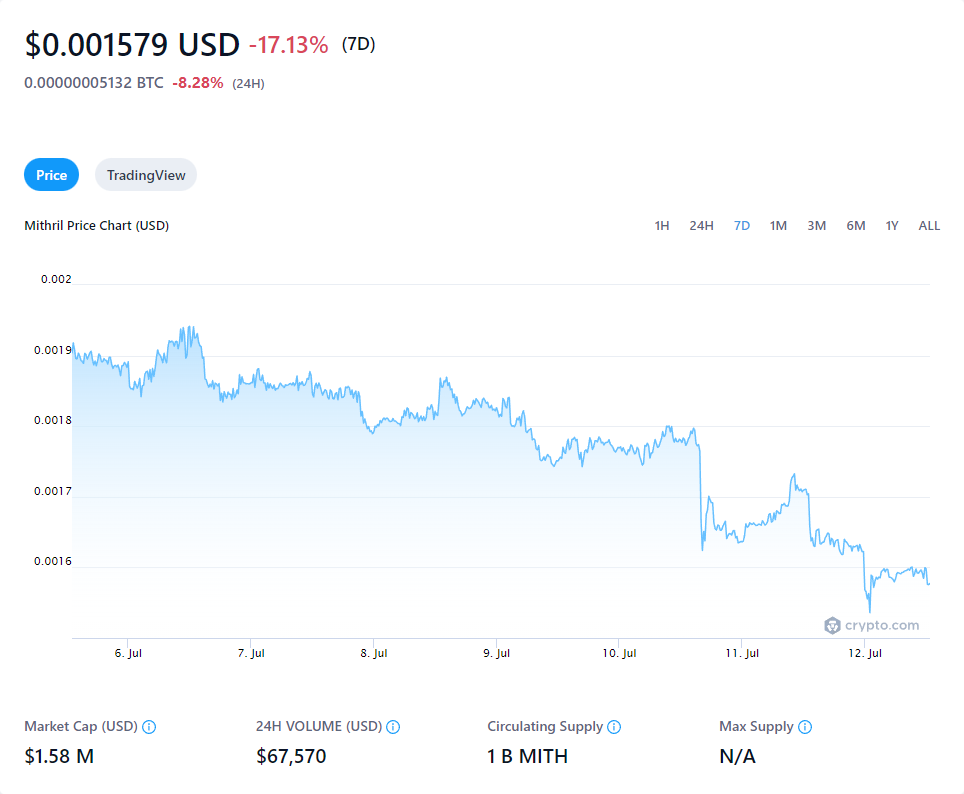 $0.001579 USD -17.13% (7D)
0.00000005132 BTC -8.28% (24H)
Price TradingView
Mithril Price Chart (USD) 1H 24H 7D 1M 3M 6M 1Y ALL
0.002
0.0019
0.0018
0.0017
0.0016
crypto.com
6. Jul 7. Jul 8. Jul 9. Jul 10. Jul 11. Jul 12. Jul
Market Cap (USD) 24H VOLUME (USD) Circulating Supply Max Supply
$1.58 M $67,570 1 B MITH N/A